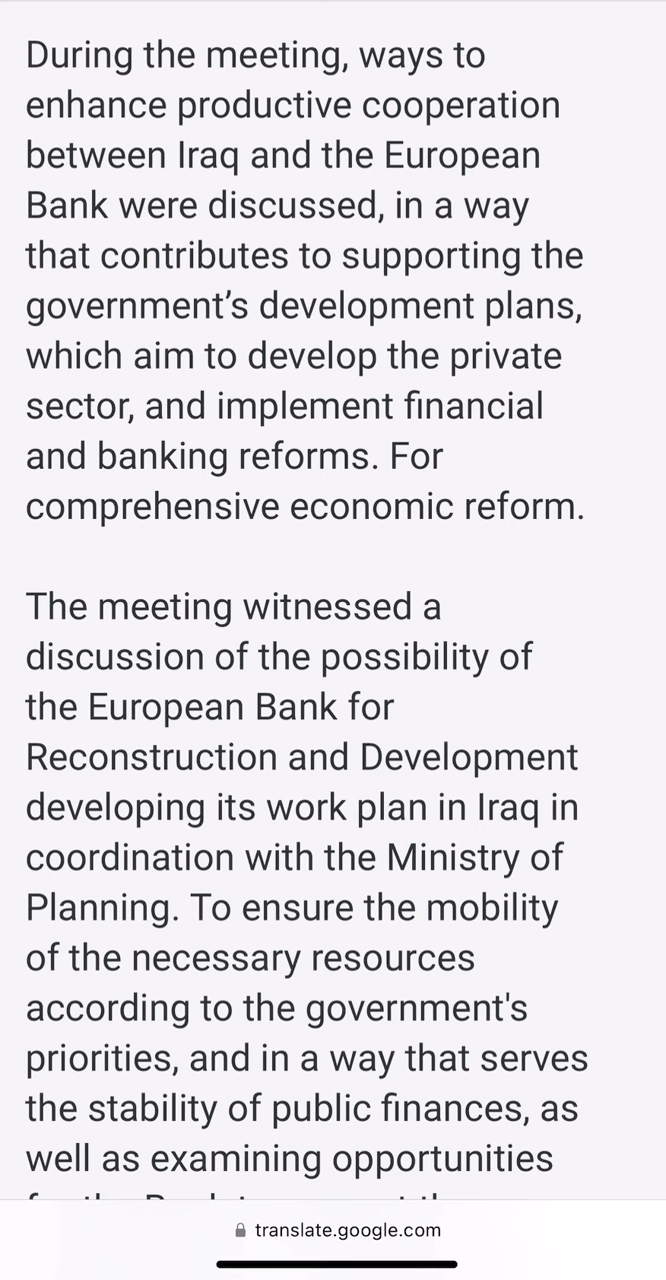 During the meeting, ways to
enhance productive cooperation
between Iraq and the European
Bank were discussed, in a way
that contributes to supporting the
government’s development plans,
which aim to develop the private
sector, and implement financial
and banking reforms. For
comprehensive economic reform.
The meeting witnessed a
discussion of the possibility of
the European Bank for
Reconstruction and Development
developing its work plan in Iraq in
coordination with the Ministry of
Planning. To ensure the mobility
of the necessary resources
according to the government's
priorities, and in a way that serves
the stability of public finances, as
well as examining opportunities
translate.google.com